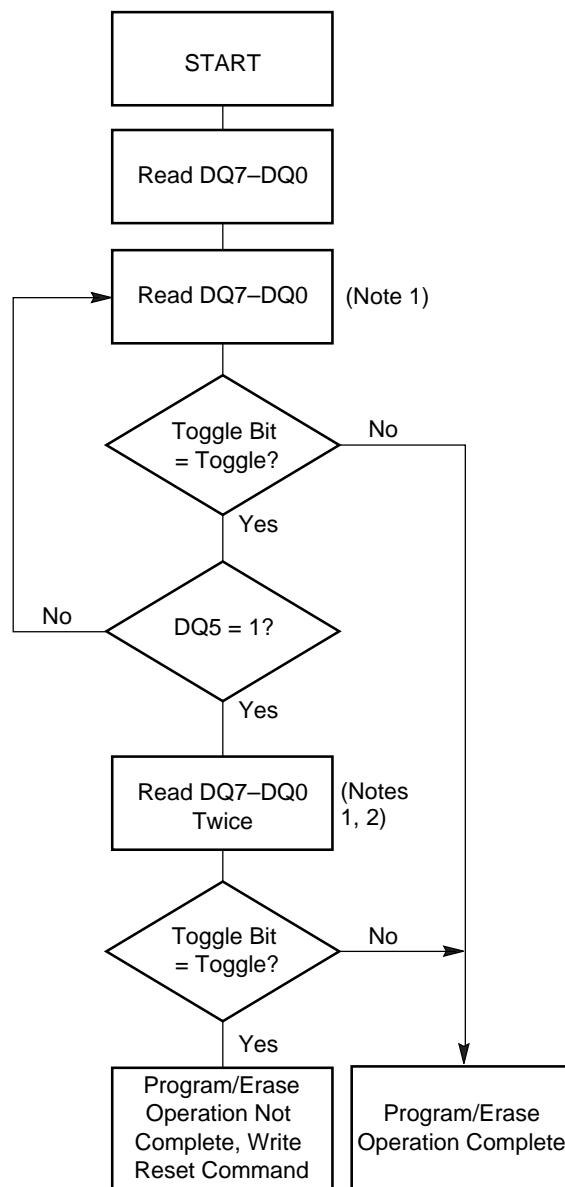 START
Read DQ7–DQ0
Read DQ7–DQ0
(Note 1)
Toggle Bit
= Toggle?
No
Yes
DQ5 = 1?
No
Yes
Read DQ7–DQ0
Twice
(Notes
1, 2)
Toggle Bit
= Toggle?
No
Yes
Program/Erase
Operation Not
Complete, Write
Reset Command
Program/Erase
Operation Complete